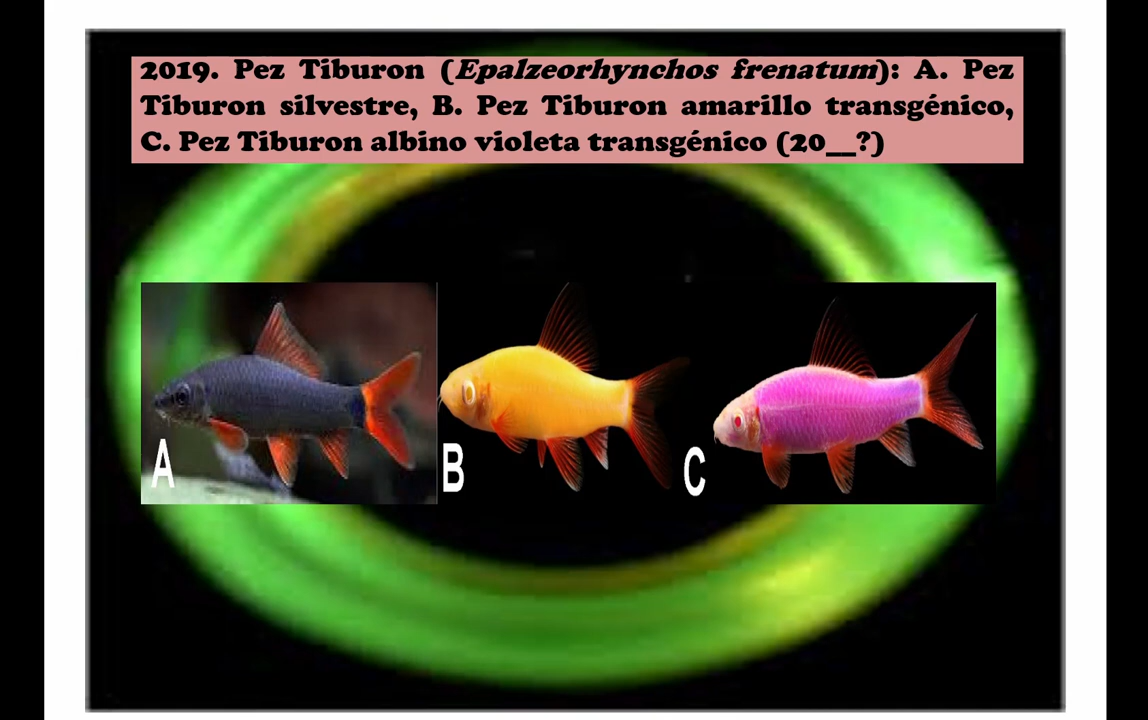 2019. Pez Tiburon (Epalzeorhynchos frenatum): A. Pez
Tiburon silvestre, B. Pez Tiburon amarillo transgénico,
C. Pez Tiburon albino violeta transgénico (20__?)
A
B
C